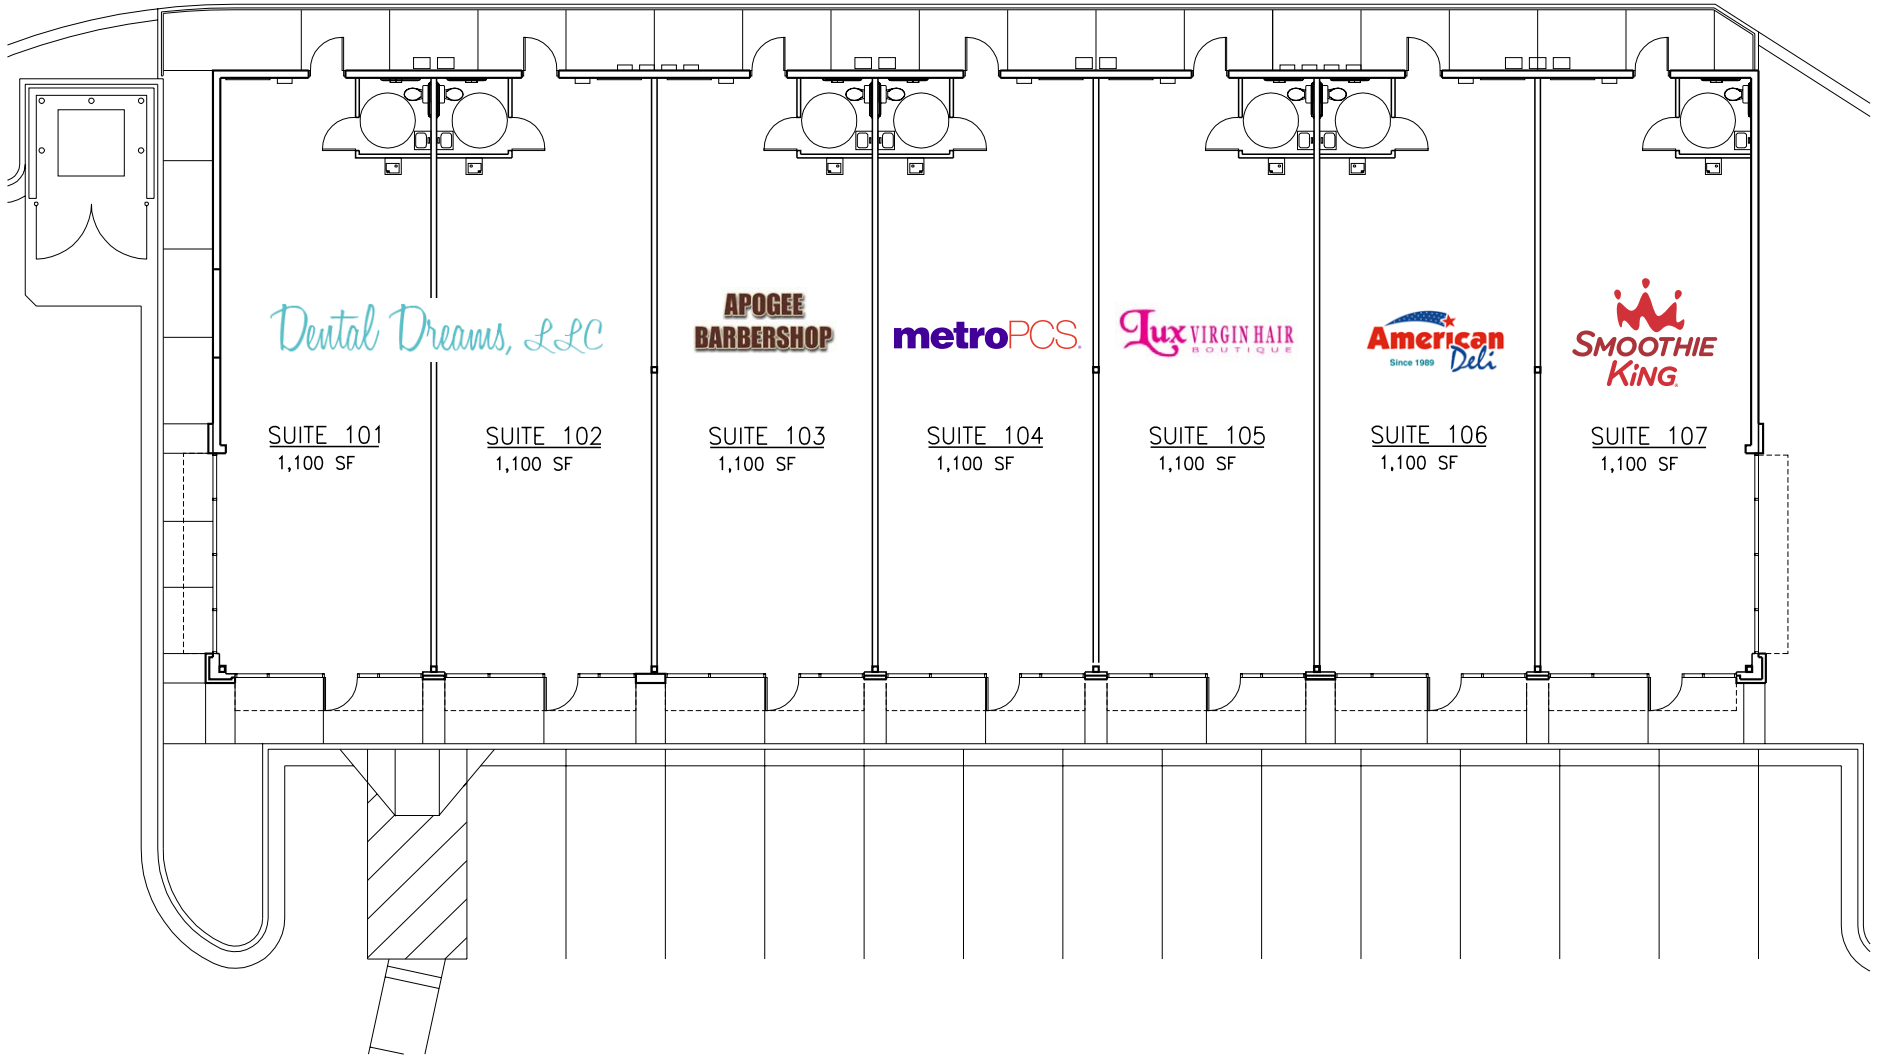 Dental Dreams, LLC
APOGEE
BARBERSHOP
metroPCS.
Lux VIRGIN HAIR
BOUTIQUE
American
Since 1989 Deli
SMOOTHIE
KING
SUITE 101
1,100 SF
SUITE 102
1,100 SF
SUITE 103
1,100 SF
SUITE 104
1,100 SF
SUITE 105
1,100 SF
SUITE 106
1,100 SF
SUITE 107
1,100 SF